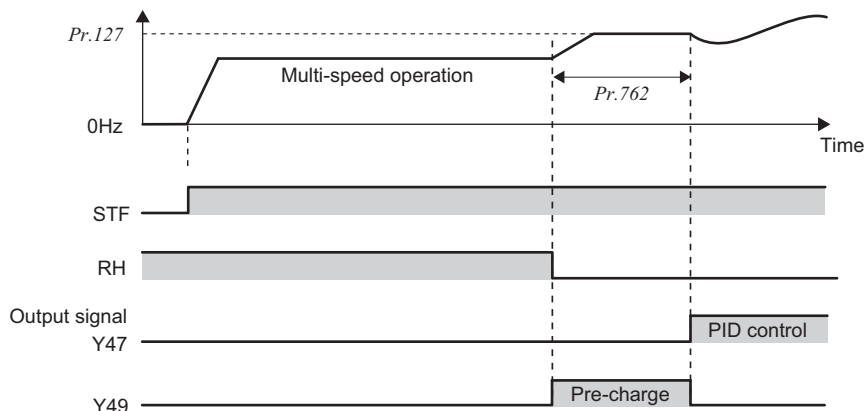 Pr.127
Multi-speed operation
Pr.762
0Hz
Time
STF
RH
Output signal
Y47
PID control
Y49
Pre-charge